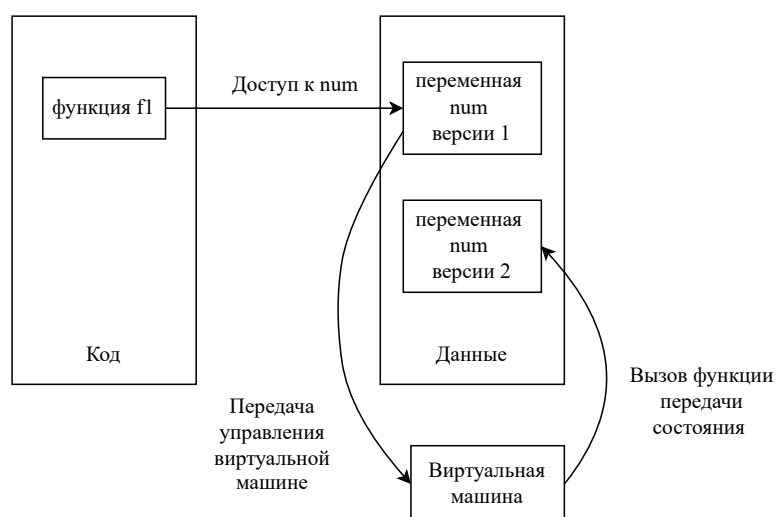 функция f1
Доступ к num
переменная
num
версии 1
переменная
num
версии 2
Код
Данные
Передача
управления
виртуальной
машине
Вызов функции
передачи
состояния
Виртуальная
машина